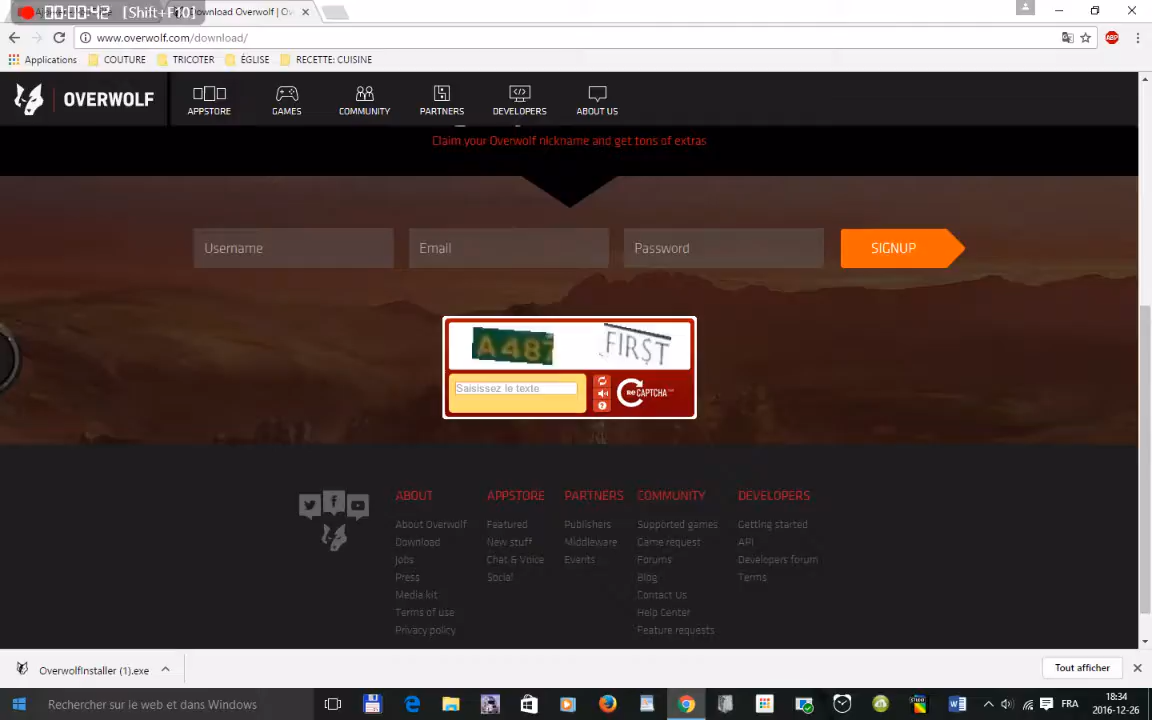 00:00:42 [Shift+F10]
Download Overwolf | Ov
www.overwolf.com/download/
ABP
Applications COUTURE TRICOTER ÉGLISE RECETTE: CUISINE
OVERWOLF
APPSTORE GAMES COMMUNITY PARTNERS DEVELOPERS ABOUT US
Claim your Overwolf nickname and get tons of extras
Username Email Password SIGNUP
FIRST
Saisissez le texte
reCAPTCHA™
ABOUT APPSTORE PARTNERS COMMUNITY DEVELOPERS
About Overwolf Featured Publishers Supported games Getting started
Download New stuff Middleware Game request API
Jobs Chat & Voice Events Forums Developers forum
Press Social Blog Terms
Media kit Contact Us
Terms of use Help Center
Privacy policy Feature requests
OverwolfInstaller (1).exe Tout afficher
Rechercher sur le web et dans Windows
FRA
18:34
2016-12-26